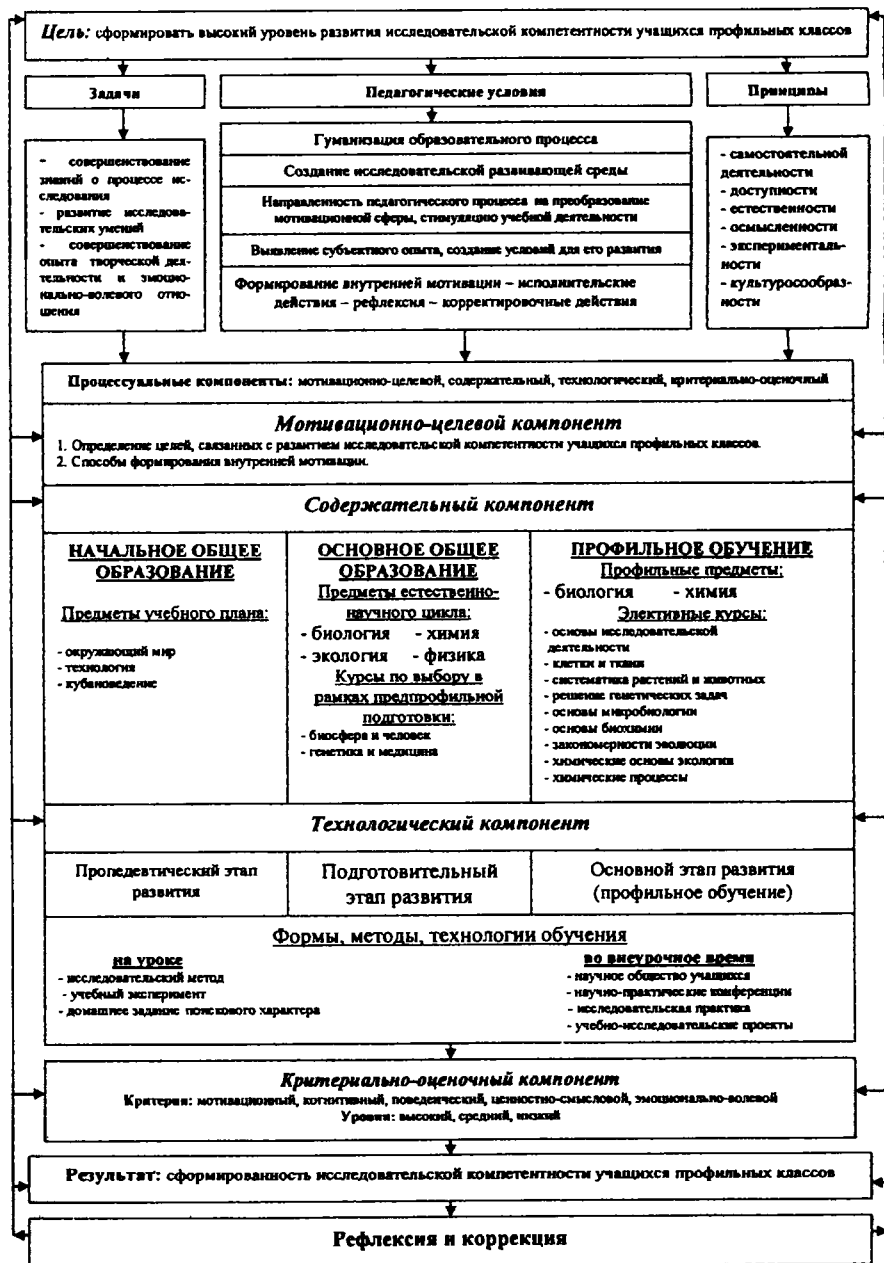 Цель: сформировать высокий уровень развития исследовательской компетентности учащихся профильных классов
Задачи
Педагогические условия
Принципы
- совершенствование
знаний о процессе ис-
следования
- развитие исследова-
тельских умений
- совершенствование
опыта творческой дея-
тельности и эмоцио-
нально-волевого отно-
шения
Гуманизация образовательного процесса
Создание исследовательской развивающей среды
Направленность педагогического процесса на преобразование
мотивационной сферы, стимуляцию учебной деятельности
Выявление субъектного опыта, создание условий для его развития
Формирование внутренней мотивации – исполнительские
действия – рефлексия – корректировочные действия
- самостоятельной
деятельности
- доступности
- естественности
- осмысленности
- эксперименталь-
ности
- культуросообраз-
ности
Процессуальные компоненты: мотивационно-целевой, содержательный, технологический, критериально-оценочный
Мотивационно-целевой компонент
1. Определение целей, связанных с развитием исследовательской компетентности учащихся профильных классов.
2. Способы формирования внутренней мотивации.
Содержательный компонент
НАЧАЛЬНОЕ ОБЩЕЕ
ОБРАЗОВАНИЕ
Предметы учебного плана:
- окружающий мир
- технология
- кубановедение
ОСНОВНОЕ ОБЩЕЕ
ОБРАЗОВАНИЕ
Предметы естественно-
научного цикла:
- биология - химия
- экология - физика
Курсы по выбору в
рамках предпрофильной
подготовки:
- биосфера и человек
- генетика и медицина
ПРОФИЛЬНОЕ ОБУЧЕНИЕ
Профильные предметы:
- биология - химия
Элективные курсы:
- основы исследовательской
деятельности
- клетки и ткани
- систематика растений и животных
- решение генетических задач
- основы микробиологии
- основы биохимии
- закономерности эволюции
- химические основы экологии
- химические процессы
Технологический компонент
Пропедевтический этап
развития
Подготовительный
этап развития
Основной этап развития
(профильное обучение)
Формы, методы, технологии обучения
на уроке
- исследовательский метод
- учебный эксперимент
- домашнее задание поискового характера
во внеурочное время
- научное общество учащихся
- научно-практические конференции
- исследовательская практика
- учебно-исследовательские проекты
Критериально-оценочный компонент
Критерии: мотивационный, когнитивный, поведенческий, ценностно-смысловой, эмоционально-волевой
Уровни: высокий, средний, низкий
Результат: сформированность исследовательской компетентности учащихся профильных классов
Рефлексия и коррекция